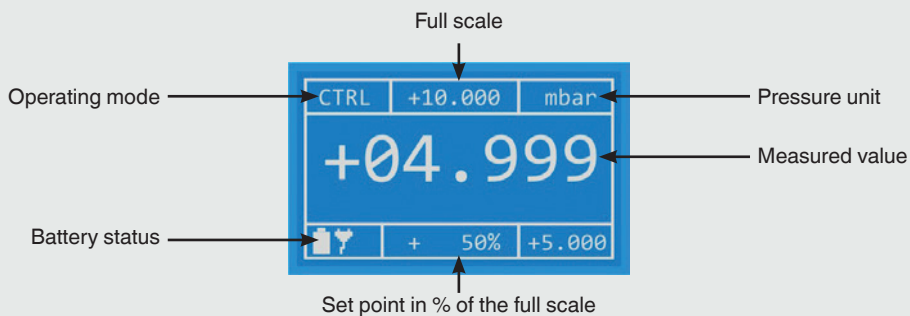 Full scale
Operating mode
CTRL +10.000 mbar
Pressure unit
+04.999
Measured value
Battery status
+ 50% +5.000
Set point in % of the full scale